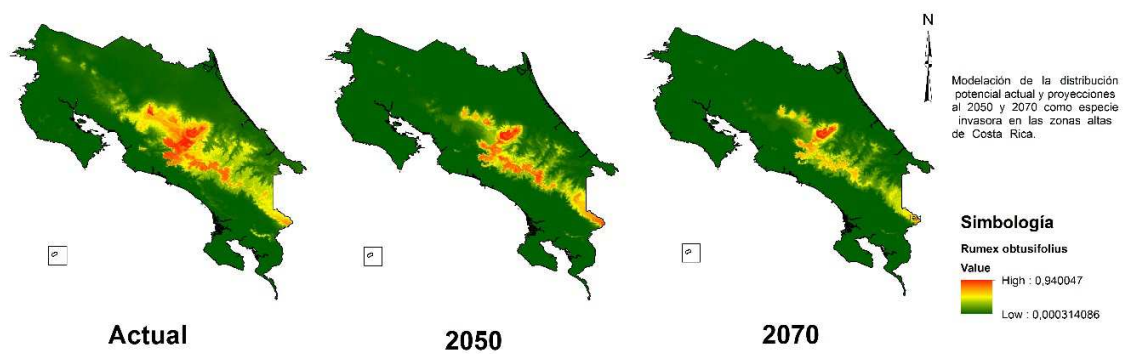 N
Modelación de la distribución
potencial actual y proyecciones
al 2050 y 2070 como especie
invasora en las zonas altas
de Costa Rica.
Simbología
Rumex obtusifolius
Value
High : 0,940047
Low : 0,000314086
Actual
2050
2070